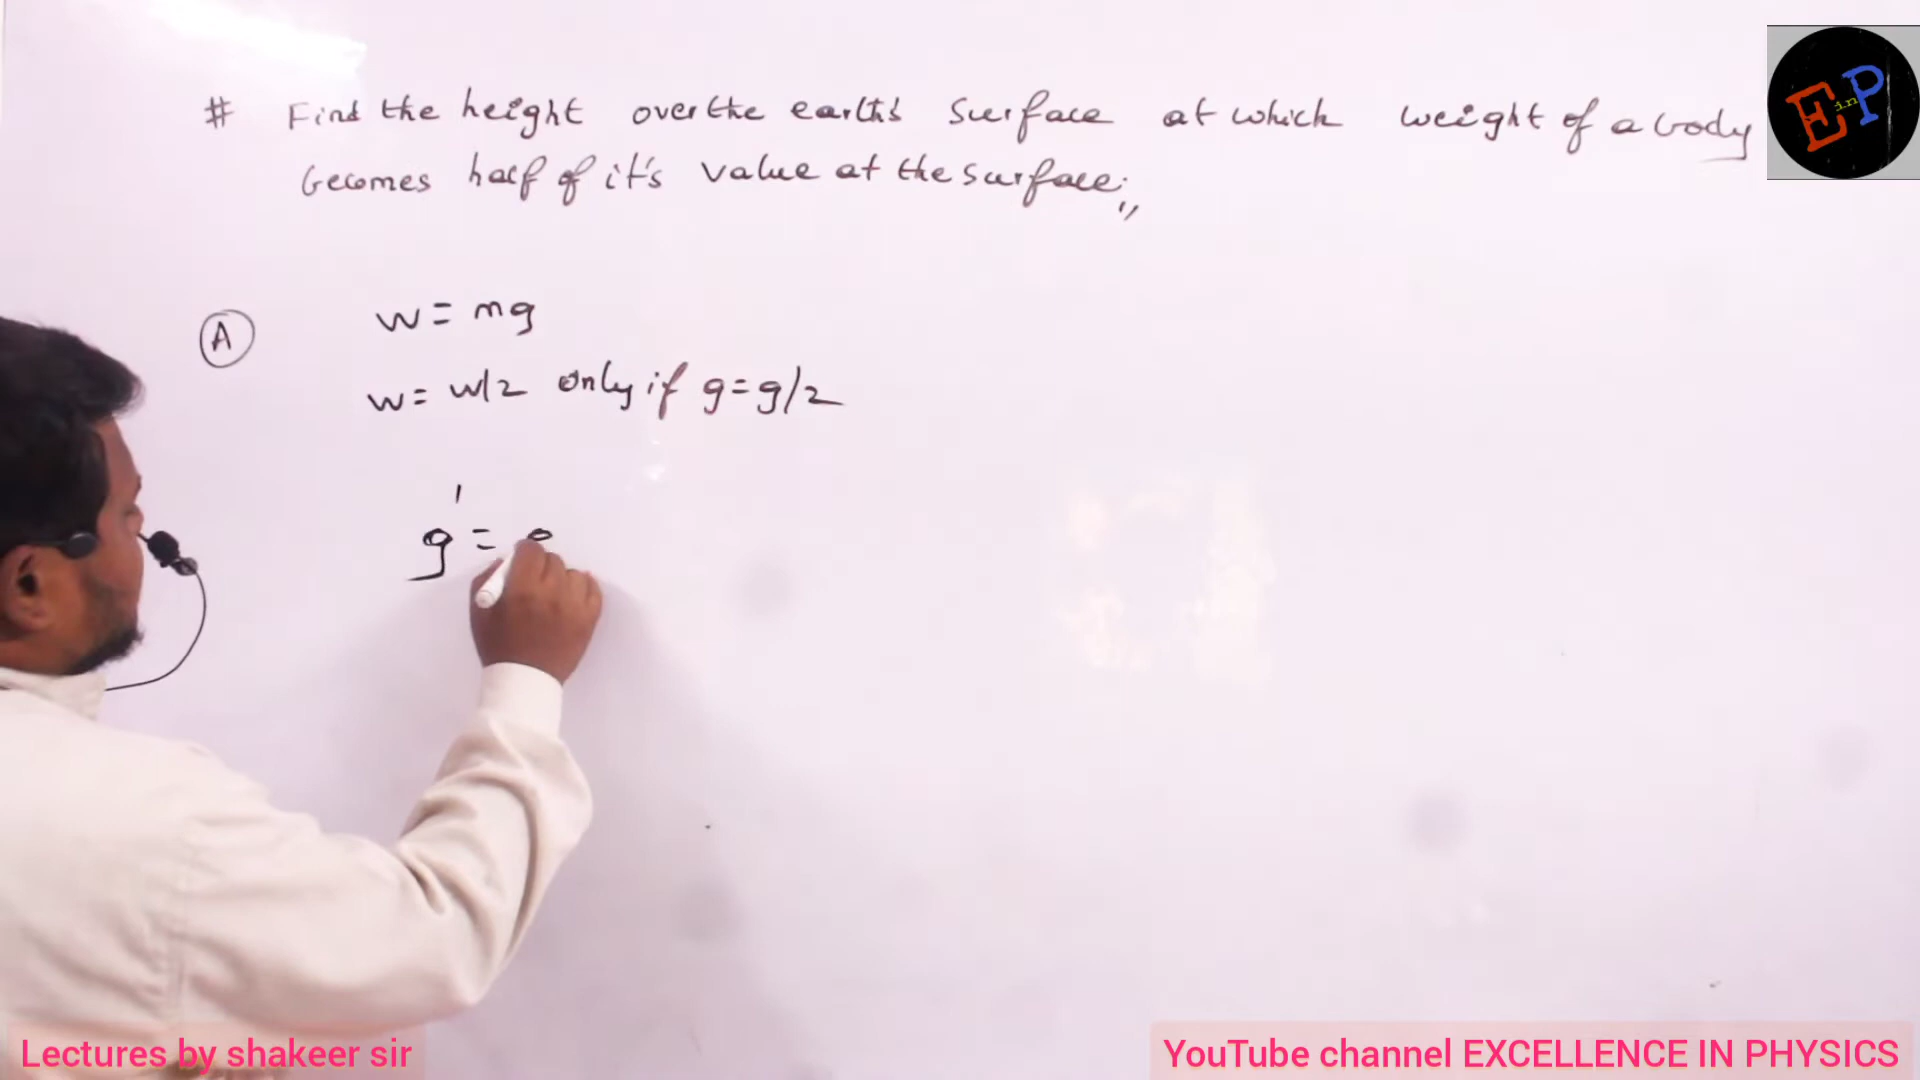 # Find the height over the earth's surface at which weight of a body
becomes half of it's value at the surface;,,
E in P
A
w = mg
w = w/2 only if g = g/2
g' =
Lectures by shakeer sir
YouTube channel EXCELLENCE IN PHYSICS